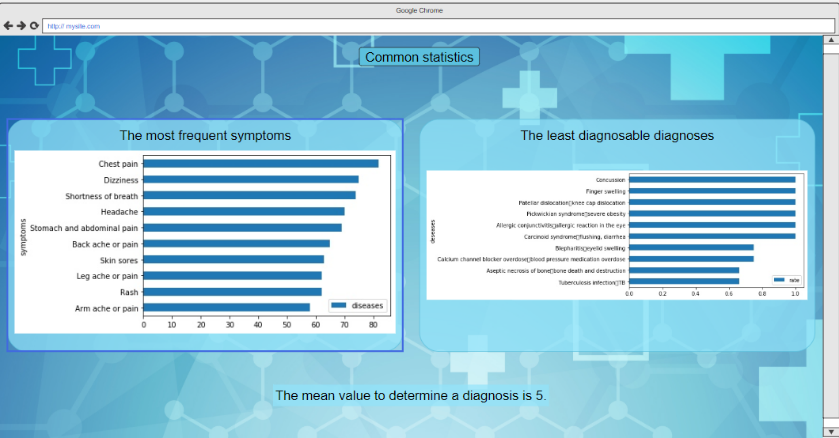 Google Chrome
http:// mysite.com
Common statistics
The most frequent symptoms
symptoms
Chest pain
Dizziness
Shortness of breath
Headache
Stomach and abdominal pain
Back ache or pain
Skin sores
Leg ache or pain
Rash
Arm ache or pain
diseases
0 10 20 30 40 50 60 70 80
The least diagnosable diagnoses
deseases
Concussion
Finger swelling
Patellar dislocation▯knee cap dislocation
Pickwickian syndrome▯severe obesity
Allergic conjunctivitis▯allergic reaction in the eye
Carcinoid syndrome▯flushing, diarrhea
Blepharitis▯eyelid swelling
Calcium channel blocker overdose▯blood pressure medication overdose
Aseptic necrosis of bone▯bone death and destruction
Tuberculosis infection▯TB
rate
0.0 0.2 0.4 0.6 0.8 1.0
The mean value to determine a diagnosis is 5.